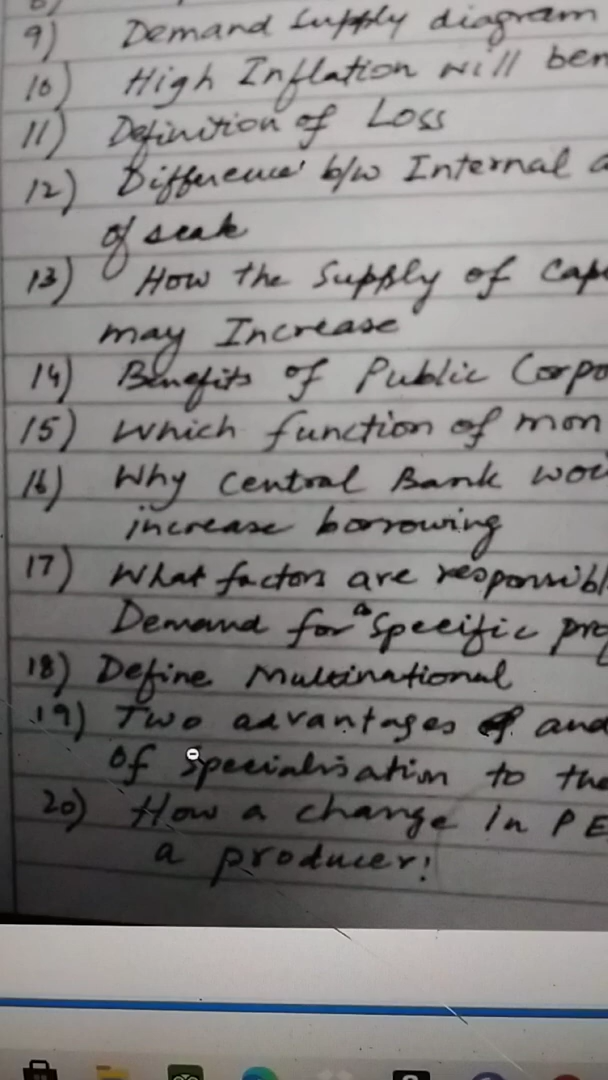 9) Demand Supply diagram
10) High Inflation will ben
11) Definition of Loss
12) Difference b/w Internal a
of scale
13) How the Supply of Cap
may Increase
14) Benefits of Public Corpo
15) Which function of mon
16) Why Central Bank wou
increase borrowing
17) What factors are responsibl
Demand for a Specific pro
18) Define Multinational
19) Two advantages and
of specialisation to the
20) How a change in PE
a producer!